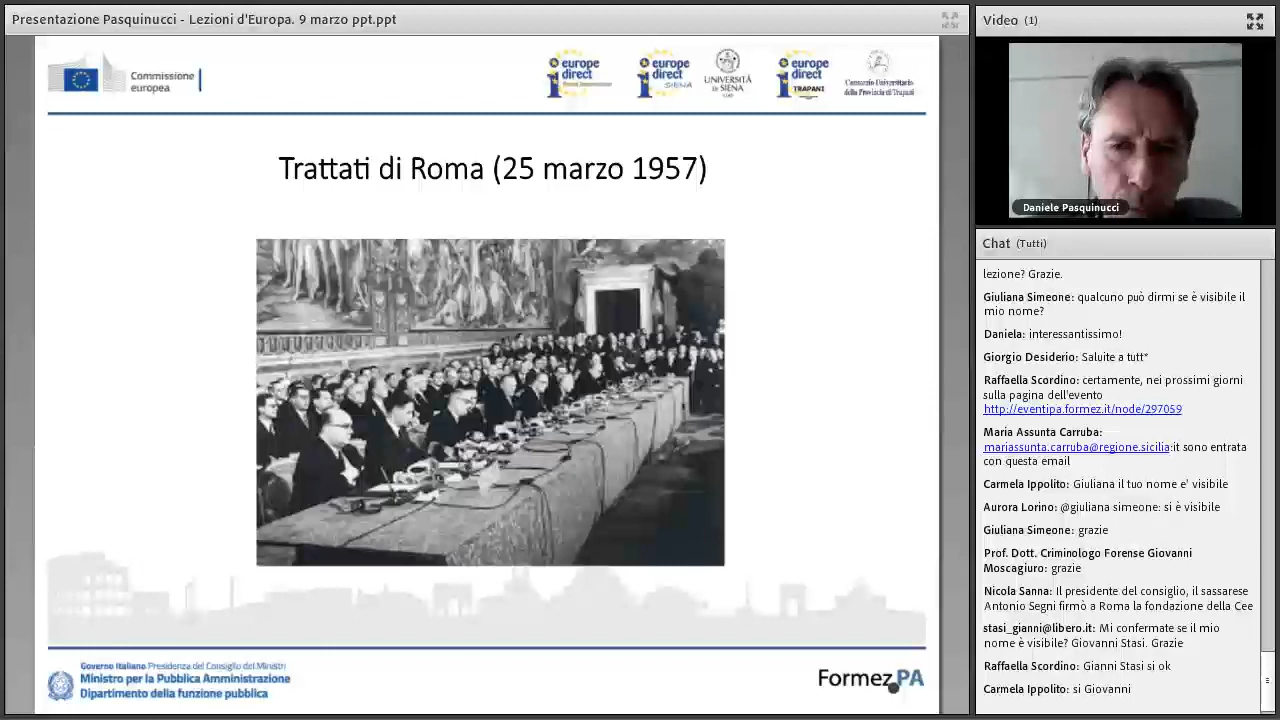 Presentazione Pasquinucci - Lezioni d'Europa. 9 marzo ppt.ppt
Commissione
europea
europe
direct
europe
direct
SIENA
UNIVERSITÀ
DI SIENA
europe
direct
TRAPANI
Consorzio Universitario
della Provincia di Trapani
Trattati di Roma (25 marzo 1957)
Governo Italiano Presidenza del Consiglio dei Ministri
Ministro per la Pubblica Amministrazione
Dipartimento della funzione pubblica
Formez.PA
Video (1)
Daniele Pasquinucci
Chat (Tutti)
lezione? Grazie.
Giuliana Simeone: qualcuno può dirmi se è visibile il
mio nome?
Daniela: interessantissimo!
Giorgio Desiderio: Saluite a tutt*
Raffaella Scordino: certamente, nei prossimi giorni
sulla pagina dell'evento
http://eventipa.formez.it/node/297059
Maria Assunta Carruba:
mariassunta.carruba@regione.sicilia:it sono entrata
con questa email
Carmela Ippolito: Giuliana il tuo nome e' visibile
Aurora Lorino: @giuliana simeone: si è visibile
Giuliana Simeone: grazie
Prof. Dott. Criminologo Forense Giovanni
Moscagiuro: grazie
Nicola Sanna: Il presidente del consiglio, il sassarese
Antonio Segni firmò a Roma la fondazione della Cee
stasi_gianni@libero.it: Mi confermate se il mio
nome è visibile? Giovanni Stasi. Grazie
Raffaella Scordino: Gianni Stasi si ok
Carmela Ippolito: si Giovanni